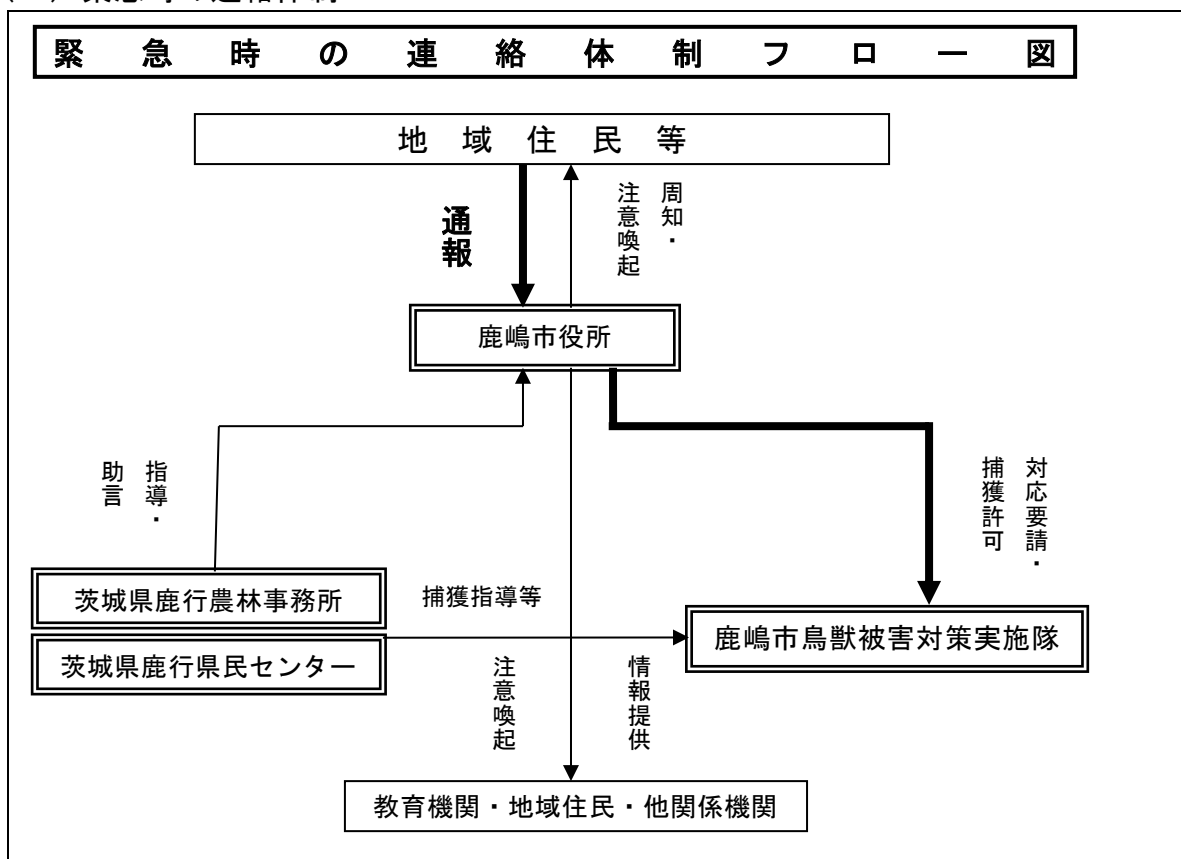 緊急時の連絡体制フロー図
地域住民等
通報
周知・
注意喚起
鹿嶋市役所
指導・
助言
対応要請・
捕獲許可
茨城県鹿行農林事務所
捕獲指導等
茨城県鹿行県民センター
鹿嶋市鳥獣被害対策実施隊
注意喚起
情報提供
教育機関・地域住民・他関係機関